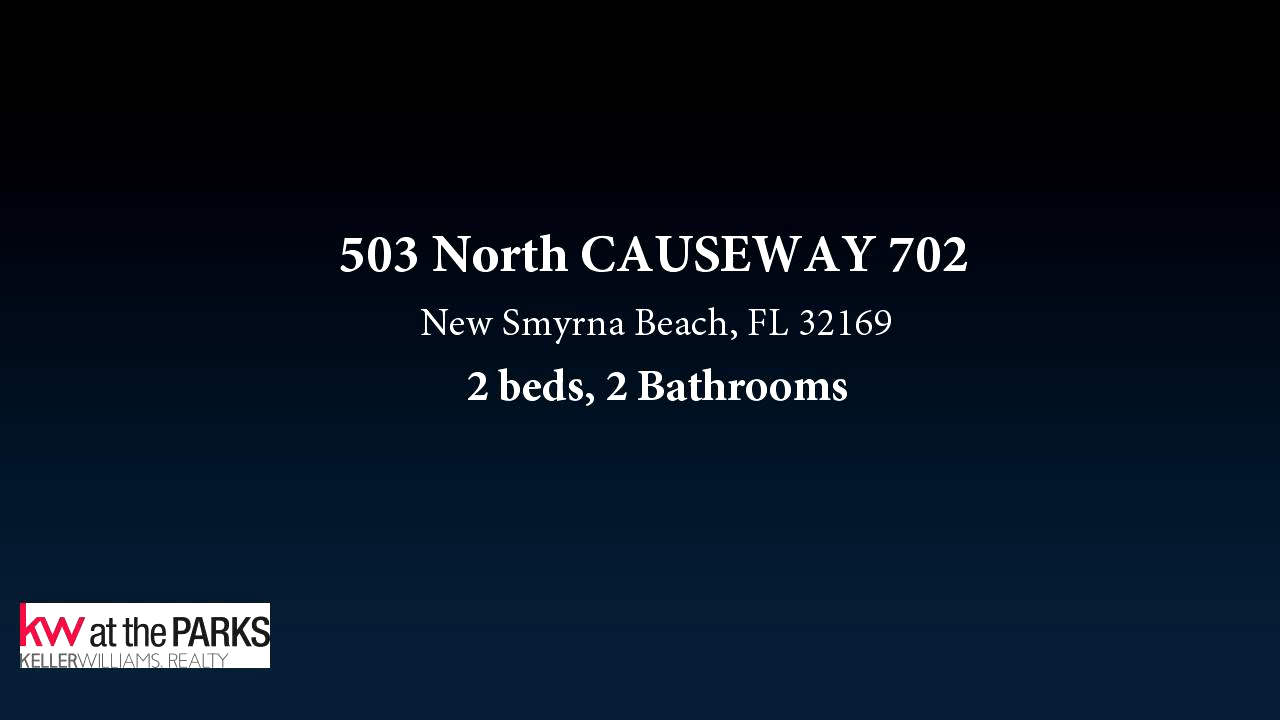 503 North CAUSEWAY 702
New Smyrna Beach, FL 32169
2 beds, 2 Bathrooms
kw at the PARKS
KELLERWILLIAMS. REALTY